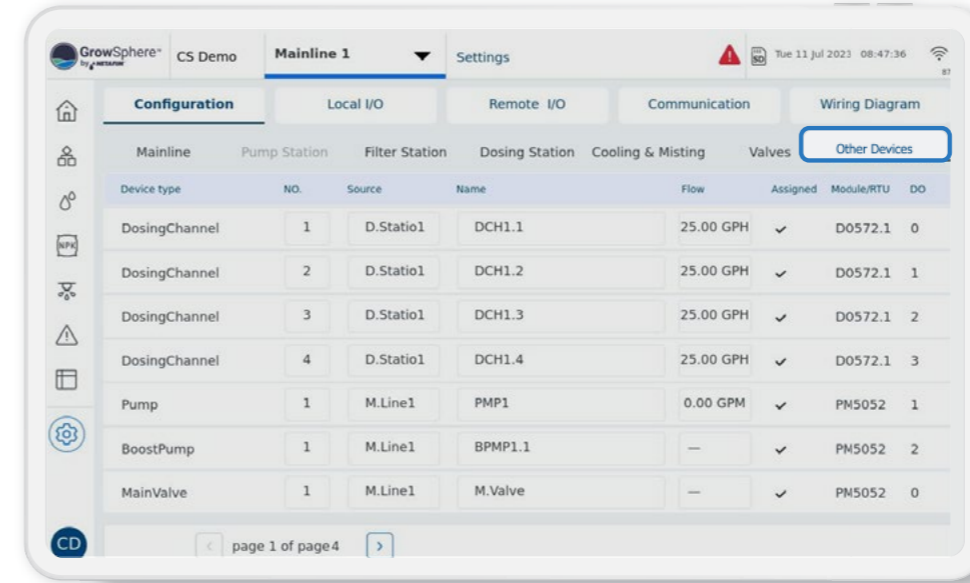 GrowSphere™
by NETAFIM
CS Demo
Mainline 1
Settings
SD
Tue 11 Jul 2023 08:47:36
87
Configuration Local I/O Remote I/O Communication Wiring Diagram
Mainline Pump Station Filter Station Dosing Station Cooling & Misting Valves Other Devices
Device type NO. Source Name Flow Assigned Module/RTU DO
DosingChannel 1 D.Statio1 DCH1.1 25.00 GPH D0572.1 0
DosingChannel 2 D.Statio1 DCH1.2 25.00 GPH D0572.1 1
NPK
DosingChannel 3 D.Statio1 DCH1.3 25.00 GPH D0572.1 2
DosingChannel 4 D.Statio1 DCH1.4 25.00 GPH D0572.1 3
Pump 1 M.Line1 PMP1 0.00 GPM PM5052 1
BoostPump 1 M.Line1 BPMP1.1 — PM5052 2
MainValve 1 M.Line1 M.Valve — PM5052 0
CD
page 1 of page4